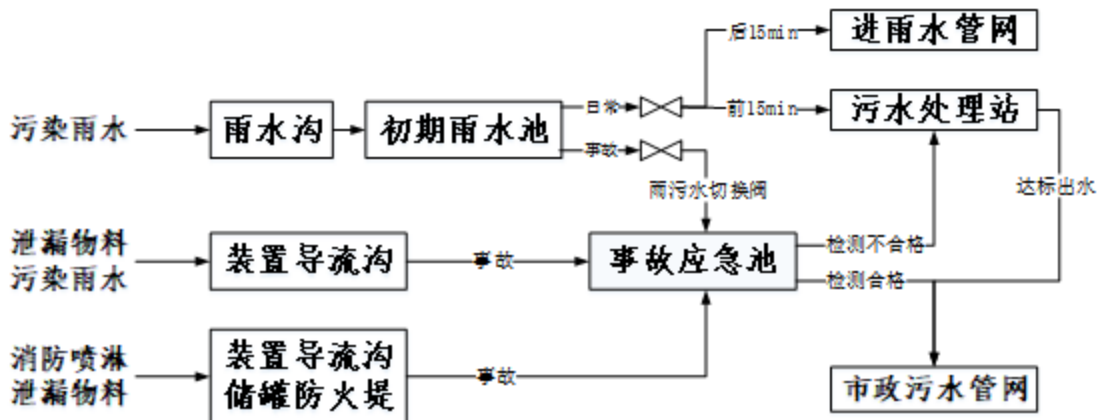 后15min
进雨水管网
污染雨水
雨水沟
初期雨水池
日常
前15min
污水处理站
事故
雨污水切换阀
达标出水
泄漏物料
污染雨水
装置导流沟
事故
事故应急池
检测不合格
检测合格
消防喷淋
泄漏物料
装置导流沟
储罐防火堤
事故
市政污水管网